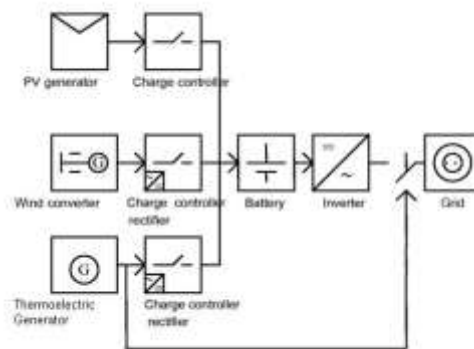 PV generator
Charge controller
G
Wind converter
Charge controller
rectifier
Battery
Inverter
Grid
G
Thermoelectric
Generator
Charge controller
rectifier